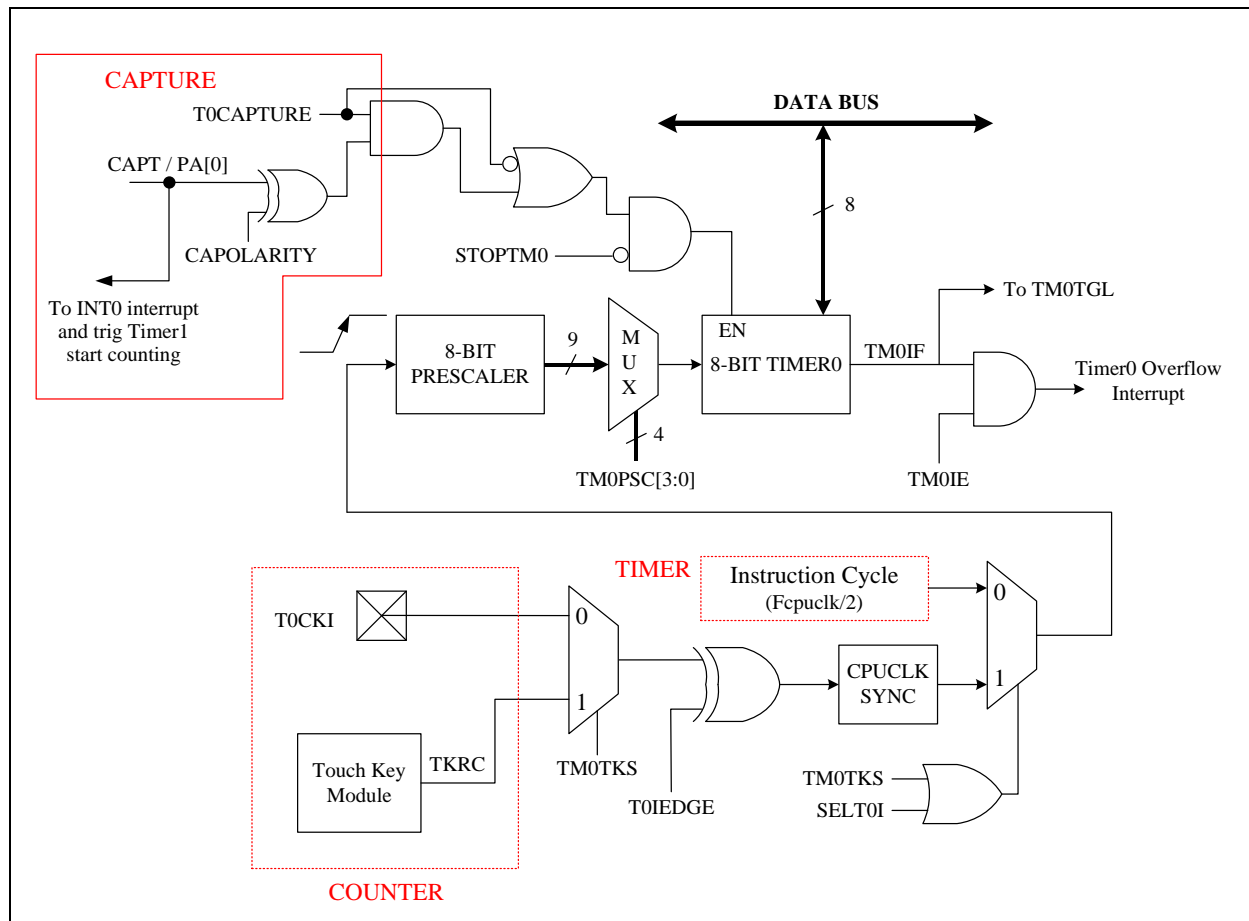 CAPTURE
T0CAPTURE
DATA BUS
CAPT / PA[0]
8
CAPOLARITY
STOPTM0
To INT0 interrupt
and trig Timer1
start counting
To TM0TGL
8-BIT
PRESCALER
9
M
U
X
EN
8-BIT TIMER0
TM0IF
Timer0 Overflow
Interrupt
4
TM0PSC[3:0]
TM0IE
TIMER
Instruction Cycle
(Fcpuclk/2)
0
T0CKI
0
CPUCLK
SYNC
1
1
Touch Key
Module
TKRC
TM0TKS
T0IEDGE
TM0TKS
SELT0I
COUNTER